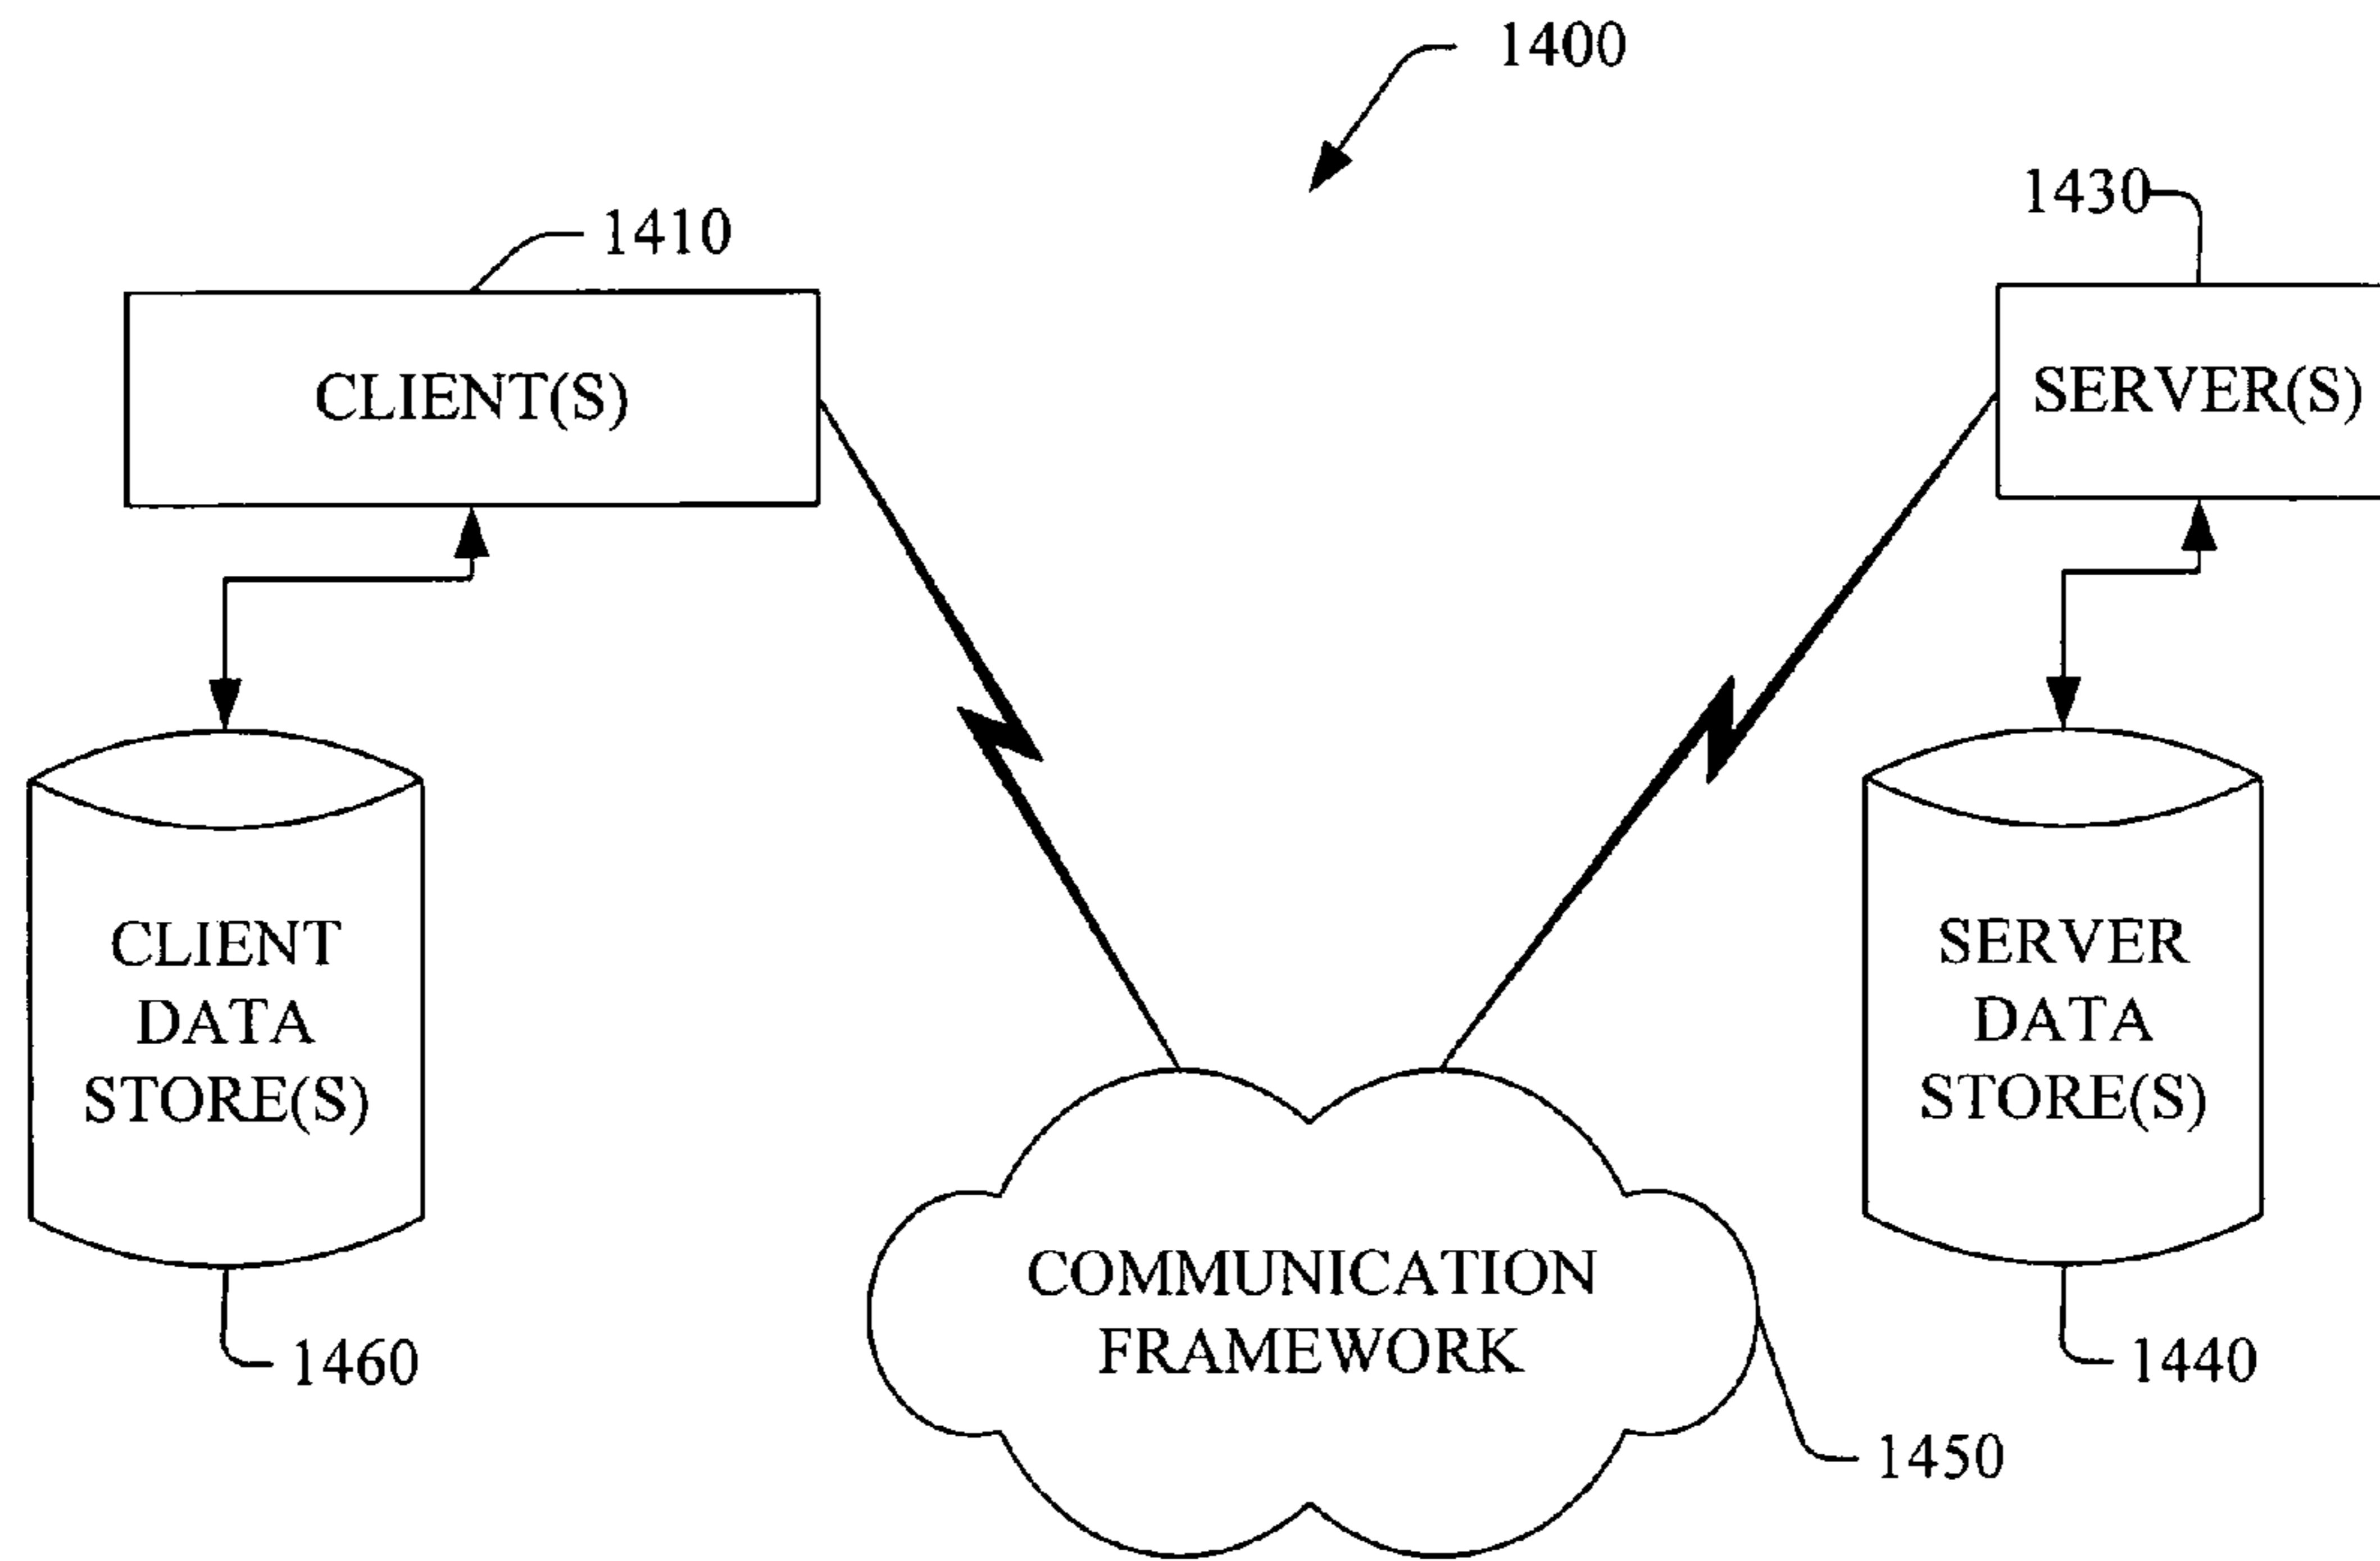 1400
1430
1410
CLIENT(S)
SERVER(S)
CLIENT
DATA
STORE(S)
SERVER
DATA
STORE(S)
COMMUNICATION
FRAMEWORK
1460
1440
1450